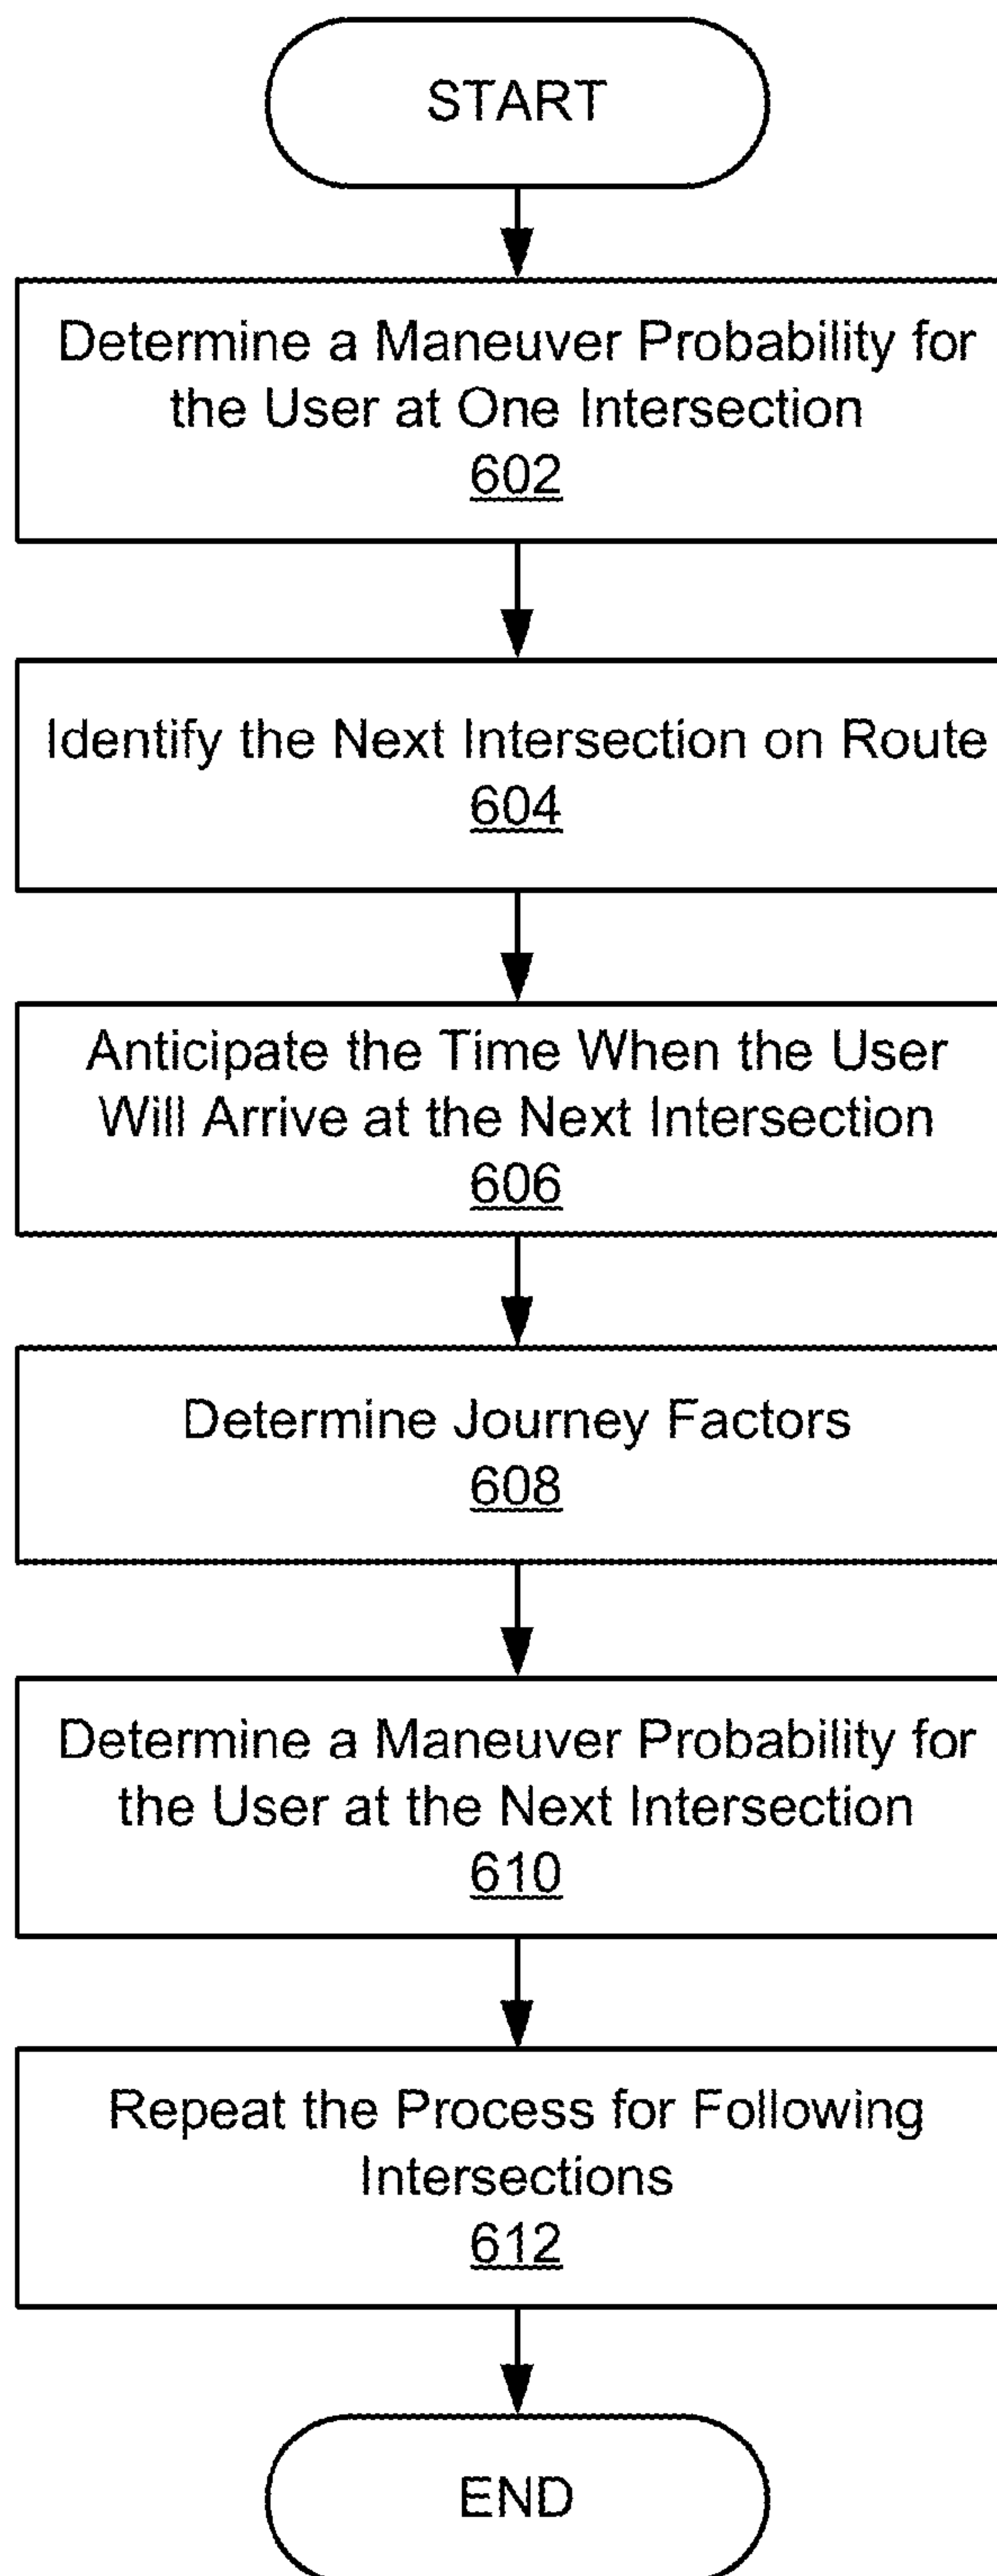 START
Determine a Maneuver Probability for
the User at One Intersection
602
Identify the Next Intersection on Route
604
Anticipate the Time When the User
Will Arrive at the Next Intersection
606
Determine Journey Factors
608
Determine a Maneuver Probability for
the User at the Next Intersection
610
Repeat the Process for Following
Intersections
612
END